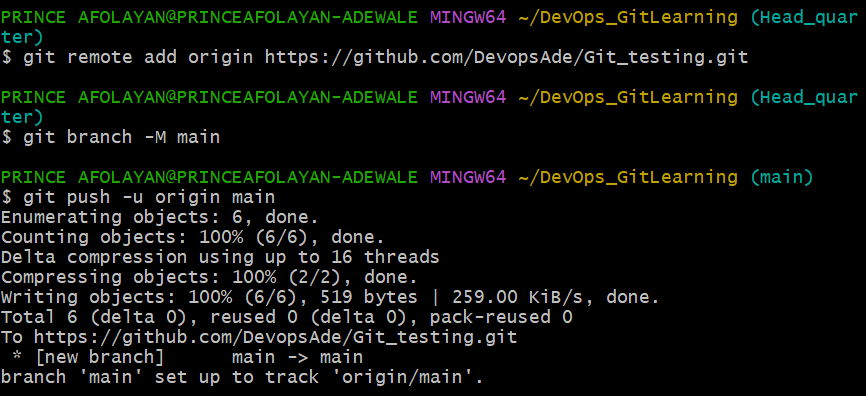 PRINCE AFOLAYAN@PRINCEAFOLAYAN-ADEWALE MINGW64 ~/DevOps_GitLearning (Head_quar
ter)
$ git remote add origin https://github.com/DevopsAde/Git_testing.git
PRINCE AFOLAYAN@PRINCEAFOLAYAN-ADEWALE MINGW64 ~/DevOps_GitLearning (Head_quar
ter)
$ git branch -M main
PRINCE AFOLAYAN@PRINCEAFOLAYAN-ADEWALE MINGW64 ~/DevOps_GitLearning (main)
$ git push -u origin main
Enumerating objects: 6, done.
Counting objects: 100% (6/6), done.
Delta compression using up to 16 threads
Compressing objects: 100% (2/2), done.
Writing objects: 100% (6/6), 519 bytes | 259.00 KiB/s, done.
Total 6 (delta 0), reused 0 (delta 0), pack-reused 0
To https://github.com/DevopsAde/Git_testing.git
 * [new branch]      main -> main
branch 'main' set up to track 'origin/main'.